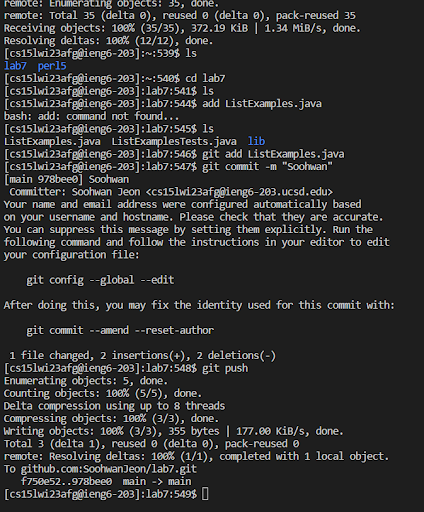 remote: Enumerating objects: 35, done.
remote: Total 35 (delta 0), reused 0 (delta 0), pack-reused 35
Receiving objects: 100% (35/35), 372.19 KiB | 1.34 MiB/s, done.
Resolving deltas: 100% (12/12), done.
[cs15lwi23afg@ieng6-203]:~:539$ ls
lab7  perl5
[cs15lwi23afg@ieng6-203]:~:540$ cd lab7
[cs15lwi23afg@ieng6-203]:lab7:541$ ls
[cs15lwi23afg@ieng6-203]:lab7:544$ add ListExamples.java
bash: add: command not found...
[cs15lwi23afg@ieng6-203]:lab7:545$ ls
ListExamples.java  ListExamplesTests.java  lib
[cs15lwi23afg@ieng6-203]:lab7:546$ git add ListExamples.java
[cs15lwi23afg@ieng6-203]:lab7:547$ git commit -m "Soohwan"
[main 978bee0] Soohwan
 Committer: Soohwan Jeon <cs15lwi23afg@ieng6-203.ucsd.edu>
Your name and email address were configured automatically based
on your username and hostname. Please check that they are accurate.
You can suppress this message by setting them explicitly. Run the
following command and follow the instructions in your editor to edit
your configuration file:
    git config --global --edit
After doing this, you may fix the identity used for this commit with:
    git commit --amend --reset-author
 1 file changed, 2 insertions(+), 2 deletions(-)
[cs15lwi23afg@ieng6-203]:lab7:548$ git push
Enumerating objects: 5, done.
Counting objects: 100% (5/5), done.
Delta compression using up to 8 threads
Compressing objects: 100% (3/3), done.
Writing objects: 100% (3/3), 355 bytes | 177.00 KiB/s, done.
Total 3 (delta 1), reused 0 (delta 0), pack-reused 0
remote: Resolving deltas: 100% (1/1), completed with 1 local object.
To github.com:SoohwanJeon/lab7.git
   f750e52..978bee0  main -> main
[cs15lwi23afg@ieng6-203]:lab7:549$